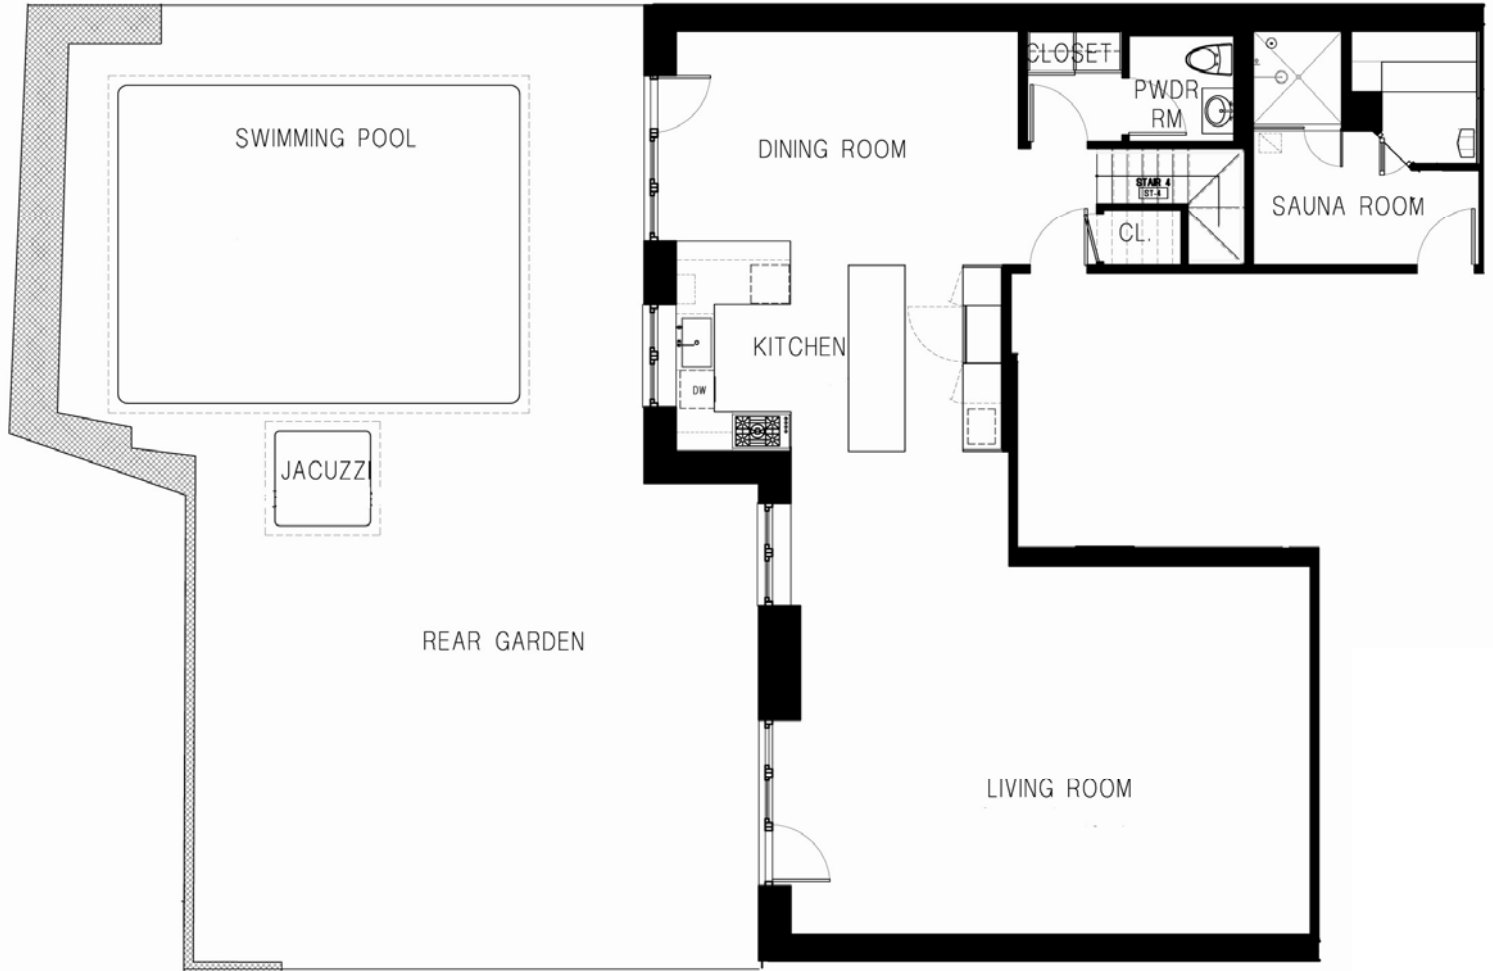 CLOSET
PWDR
RM
SWIMMING POOL
DINING ROOM
STAIR 4
ST-4
SAUNA ROOM
CL.
KITCHEN
DW
JACUZZI
REAR GARDEN
LIVING ROOM